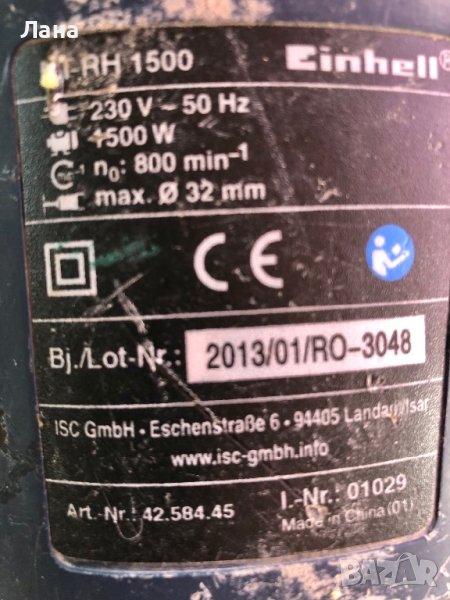 Лана
-RH 1500 Einhell®
230 V ~ 50 Hz
1500 W
n₀: 800 min⁻¹
max. Ø 32 mm
CE
Bj./Lot-Nr.: 2013/01/RO-3048
ISC GmbH • Eschenstraße 6 • 94405 Landau/Isar
www.isc-gmbh.info
Art.-Nr.: 42.584.45 I.-Nr.: 01029
Made in China (01)
bazar